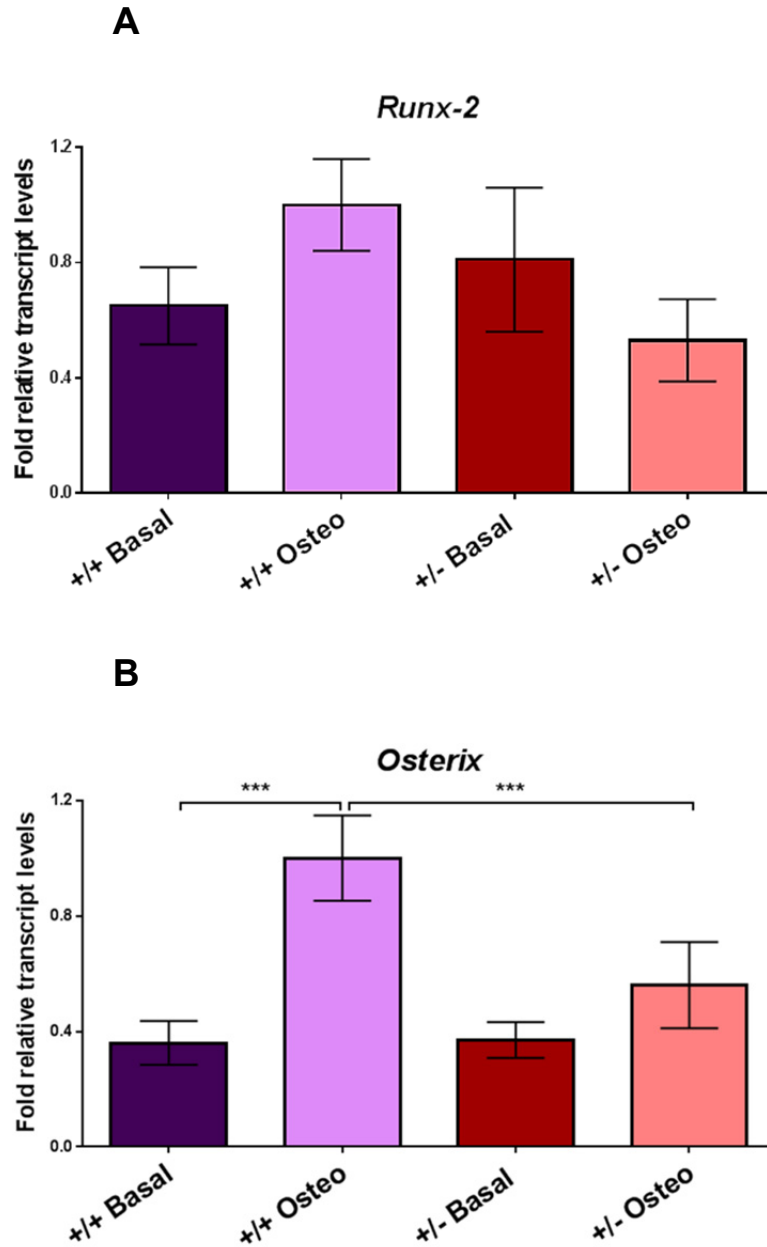 A
Runx-2
Fold relative transcript levels
1.2
0.8
0.4
0.0
+/+ Basal
+/+ Osteo
+/- Basal
+/- Osteo
B
Osterix
***
***
Fold relative transcript levels
1.2
0.8
0.4
0.0
+/+ Basal
+/+ Osteo
+/- Basal
+/- Osteo